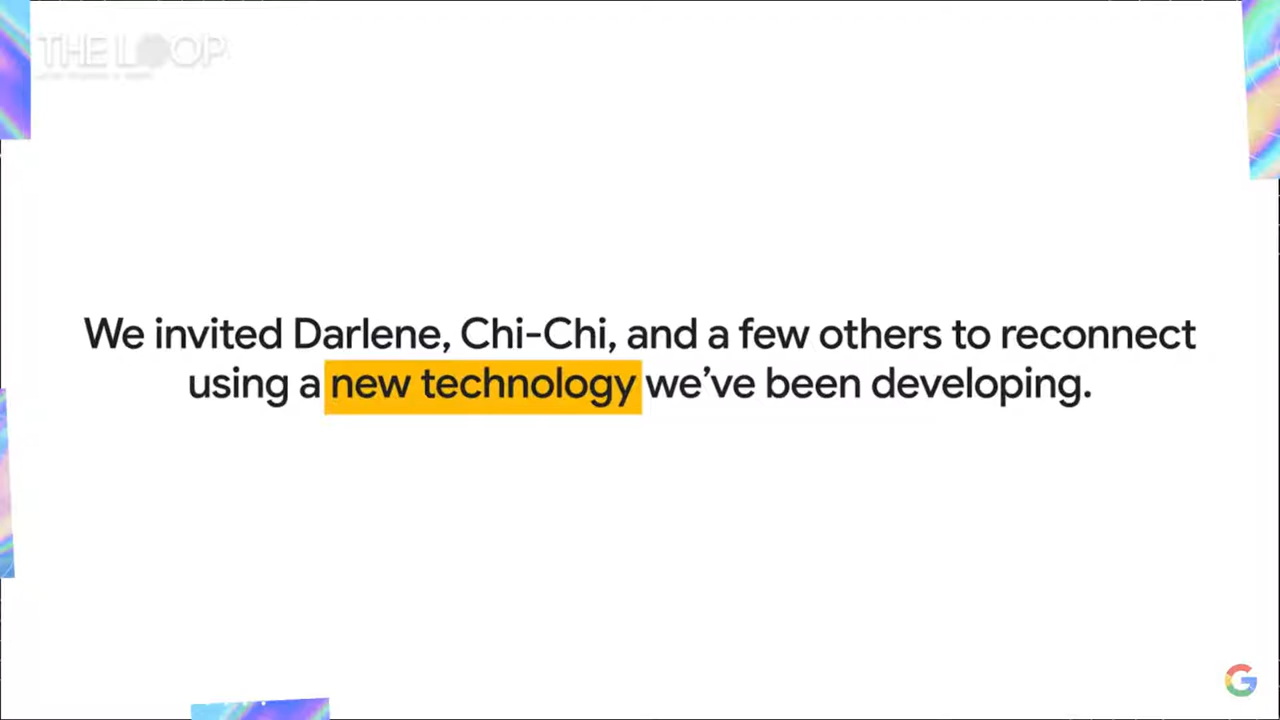 THE LOOP
We invited Darlene, Chi-Chi, and a few others to reconnect
using a new technology we’ve been developing.